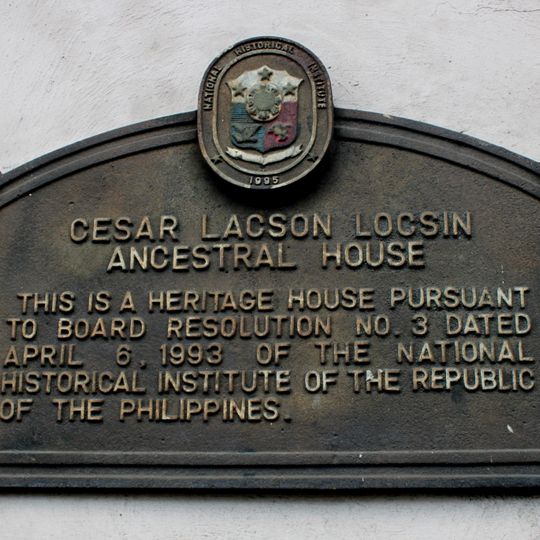 NATIONAL HISTORICAL INSTITUTE
1995
CESAR LACSON LOCSIN
ANCESTRAL HOUSE
THIS IS A HERITAGE HOUSE PURSUANT
TO BOARD RESOLUTION NO. 3 DATED
APRIL 6, 1993 OF THE NATIONAL
HISTORICAL INSTITUTE OF THE REPUBLIC
OF THE PHILIPPINES.